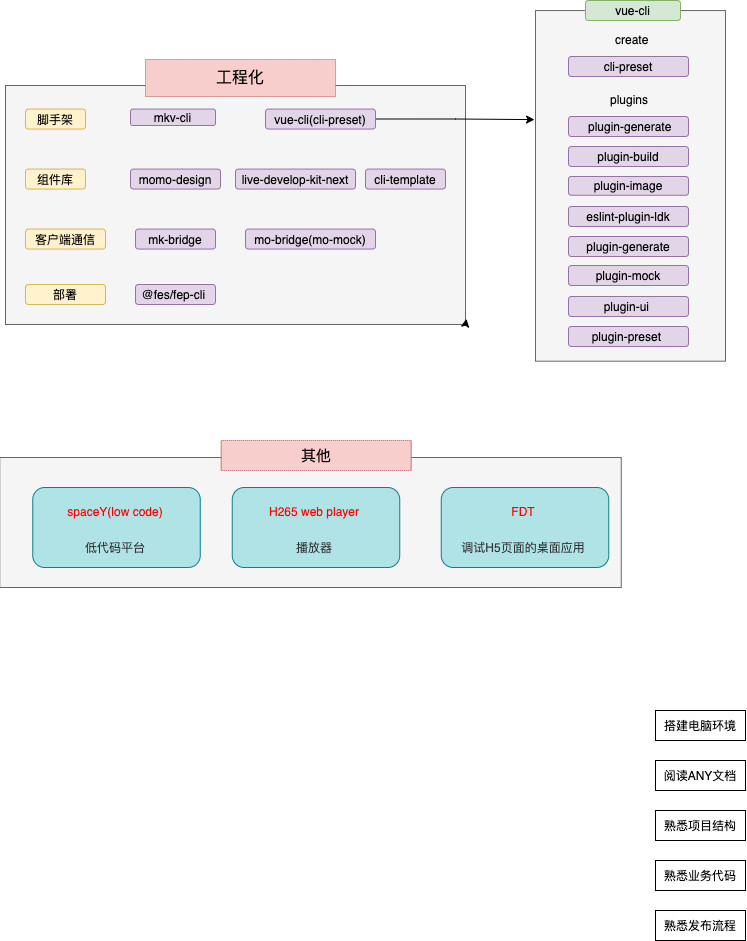 工程化
脚手架
mkv-cli
vue-cli(cli-preset)
组件库
momo-design
live-develop-kit-next
cli-template
客户端通信
mk-bridge
mo-bridge(mo-mock)
部署
@fes/fep-cli
vue-cli
create
cli-preset
plugins
plugin-generate
plugin-build
plugin-image
eslint-plugin-ldk
plugin-generate
plugin-mock
plugin-ui
plugin-preset
其他
spaceY(low code)
低代码平台
H265 web player
播放器
FDT
调试H5页面的桌面应用
搭建电脑环境
阅读ANY文档
熟悉项目结构
熟悉业务代码
熟悉发布流程